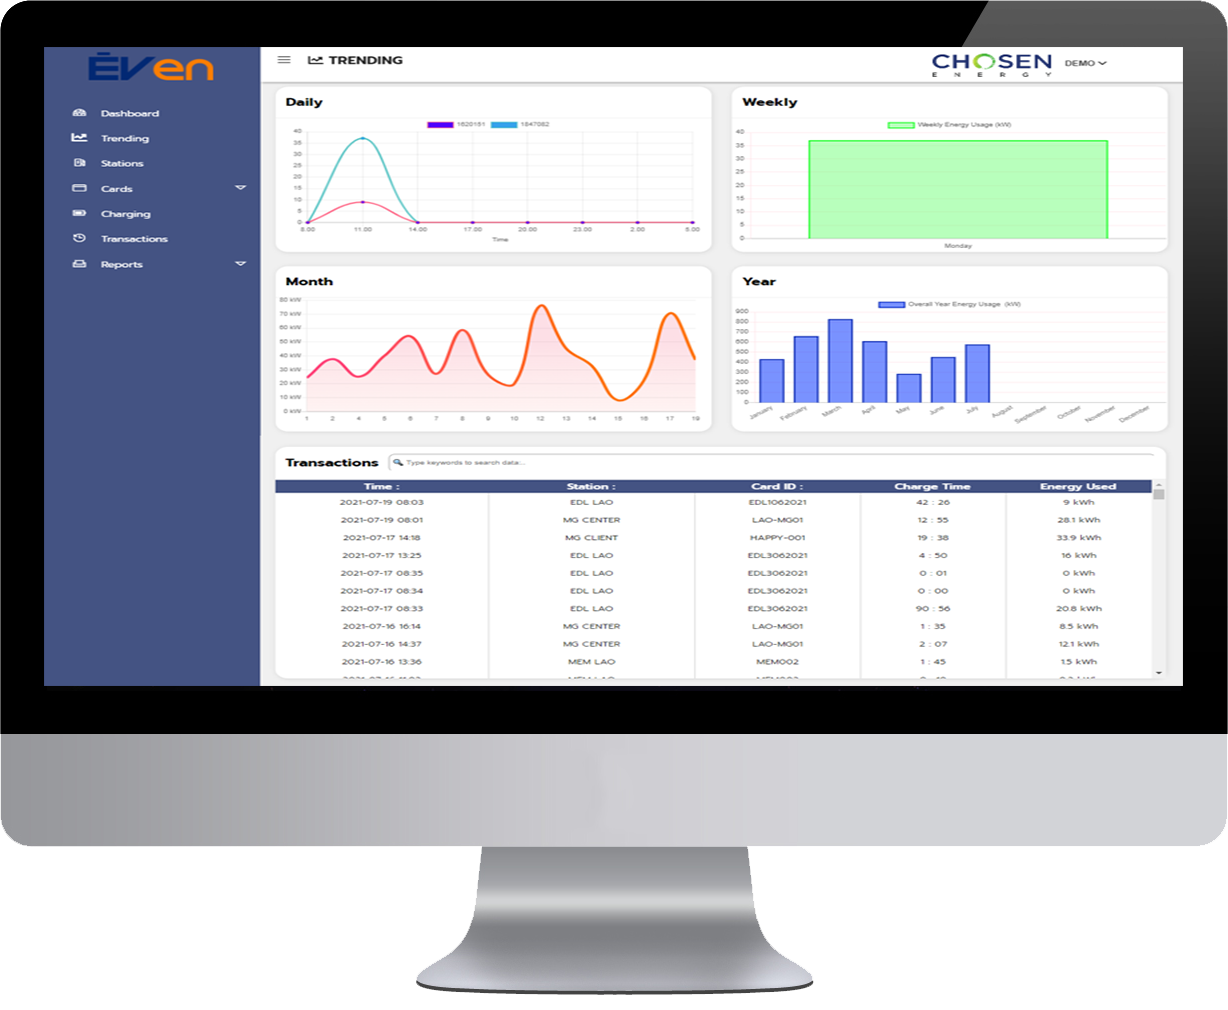 ĒVEn
TRENDING
CHOSEN
ENERGY
DEMO
Dashboard
Trending
Stations
Cards
Charging
Transactions
Reports
Daily
1620151 1647082
40
35
30
25
20
15
10
5
0
8:00 11:00 14:00 17:00 20:00 23:00 2:00 5:00
Time
Weekly
Weekly Energy Usage (kW)
40
35
30
25
20
15
10
5
0
Monday
Month
80 kW
70 kW
60 kW
50 kW
40 kW
30 kW
20 kW
10 kW
0 kW
1 2 4 5 6 7 8 9 10 12 13 14 15 16 17 19
Year
Overall Year Energy Usage (kW)
900
800
700
600
500
400
300
200
100
0
January February March April May June July August September October November December
Transactions Type keywords to search data...
Time : Station : Card ID : Charge Time Energy Used
2021-07-19 08:03 EDL LAO EDL1062021 42 : 26 9 kWh
2021-07-19 08:01 MG CENTER LAO-MG01 12 : 55 28.1 kWh
2021-07-17 14:18 MG CLIENT HAPPY-001 19 : 38 33.9 kWh
2021-07-17 13:25 EDL LAO EDL3062021 4 : 50 16 kWh
2021-07-17 08:35 EDL LAO EDL3062021 0 : 01 0 kWh
2021-07-17 08:34 EDL LAO EDL3062021 0 : 00 0 kWh
2021-07-17 08:33 EDL LAO EDL3062021 90 : 56 20.8 kWh
2021-07-16 16:14 MG CENTER LAO-MG01 1 : 35 8.5 kWh
2021-07-16 14:37 MG CENTER LAO-MG01 2 : 07 12.1 kWh
2021-07-16 13:36 MEM LAO MEM002 1 : 45 1.5 kWh